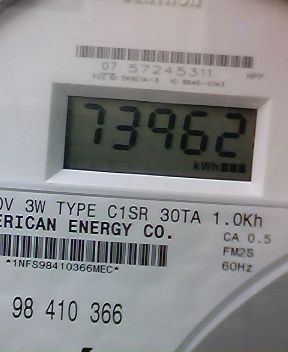 07 57245311
73962
kWh
V 3W TYPE C1SR 30TA 1.0Kh
ERICAN ENERGY CO.
CA 0.5
FM2S
*1NFS98410366MEC*
60Hz
98 410 366